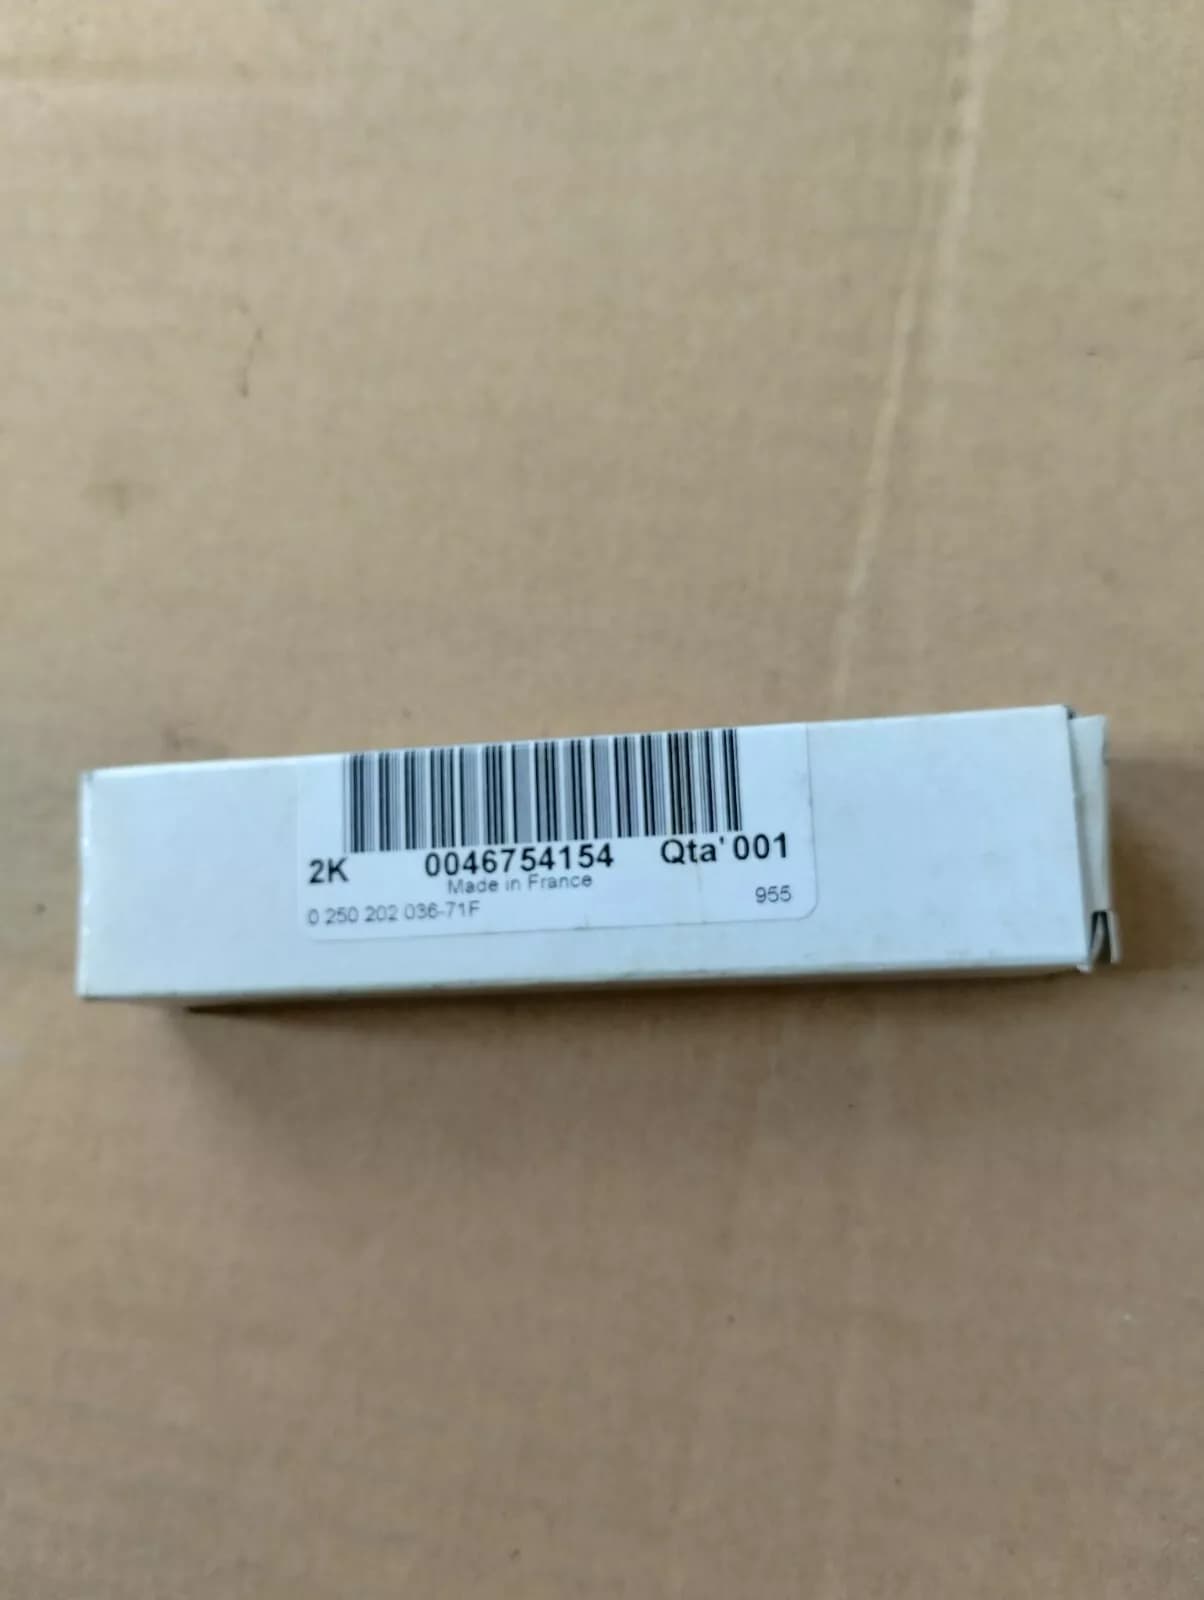 2K 0046754154 Qta' 001
Made in France
0 250 202 036-71F 955